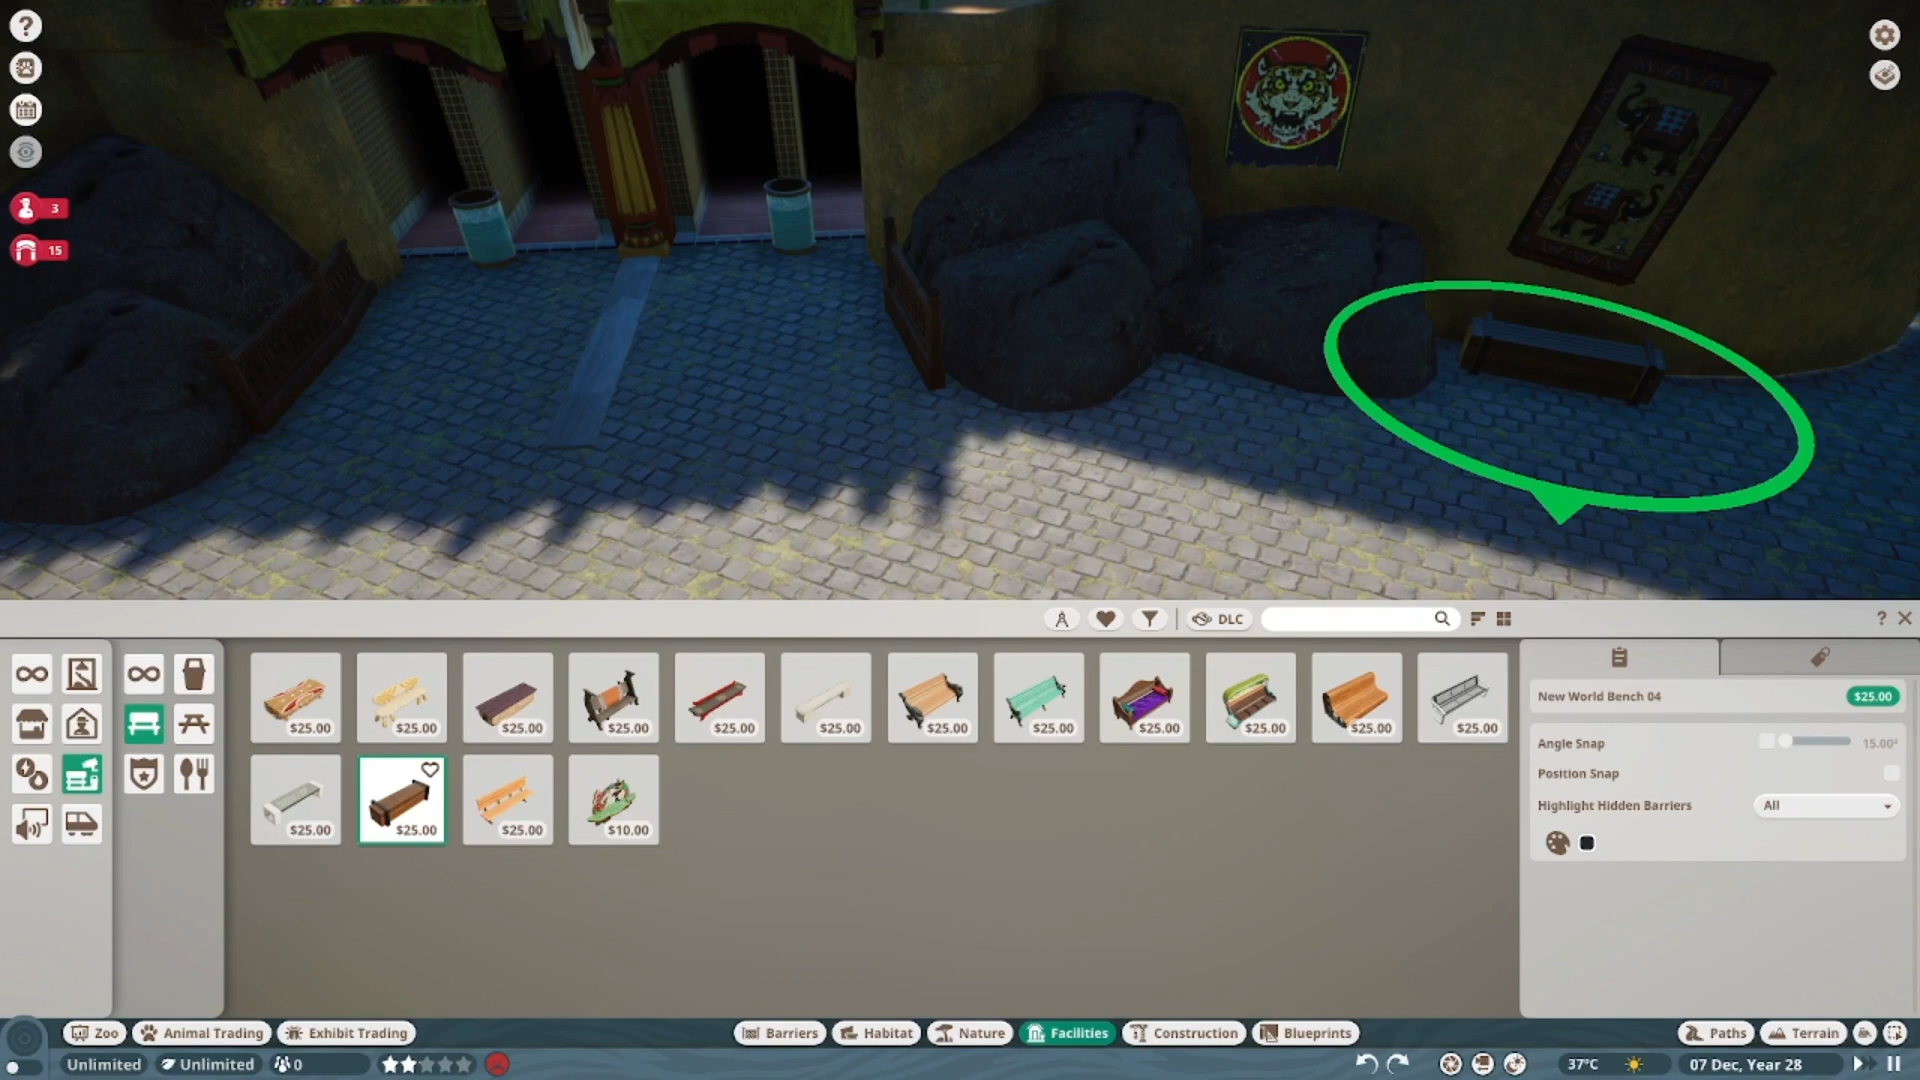 ?
3
15
DLC
?
$25.00 $25.00 $25.00 $25.00 $25.00 $25.00 $25.00 $25.00 $25.00 $25.00 $25.00 $25.00
$25.00 $25.00 $25.00 $10.00
New World Bench 04 $25.00
Angle Snap 15.00°
Position Snap
Highlight Hidden Barriers All
Zoo Animal Trading Exhibit Trading Barriers Habitat Nature Facilities Construction Blueprints Paths Terrain
Unlimited Unlimited 0 37°C 07 Dec, Year 28